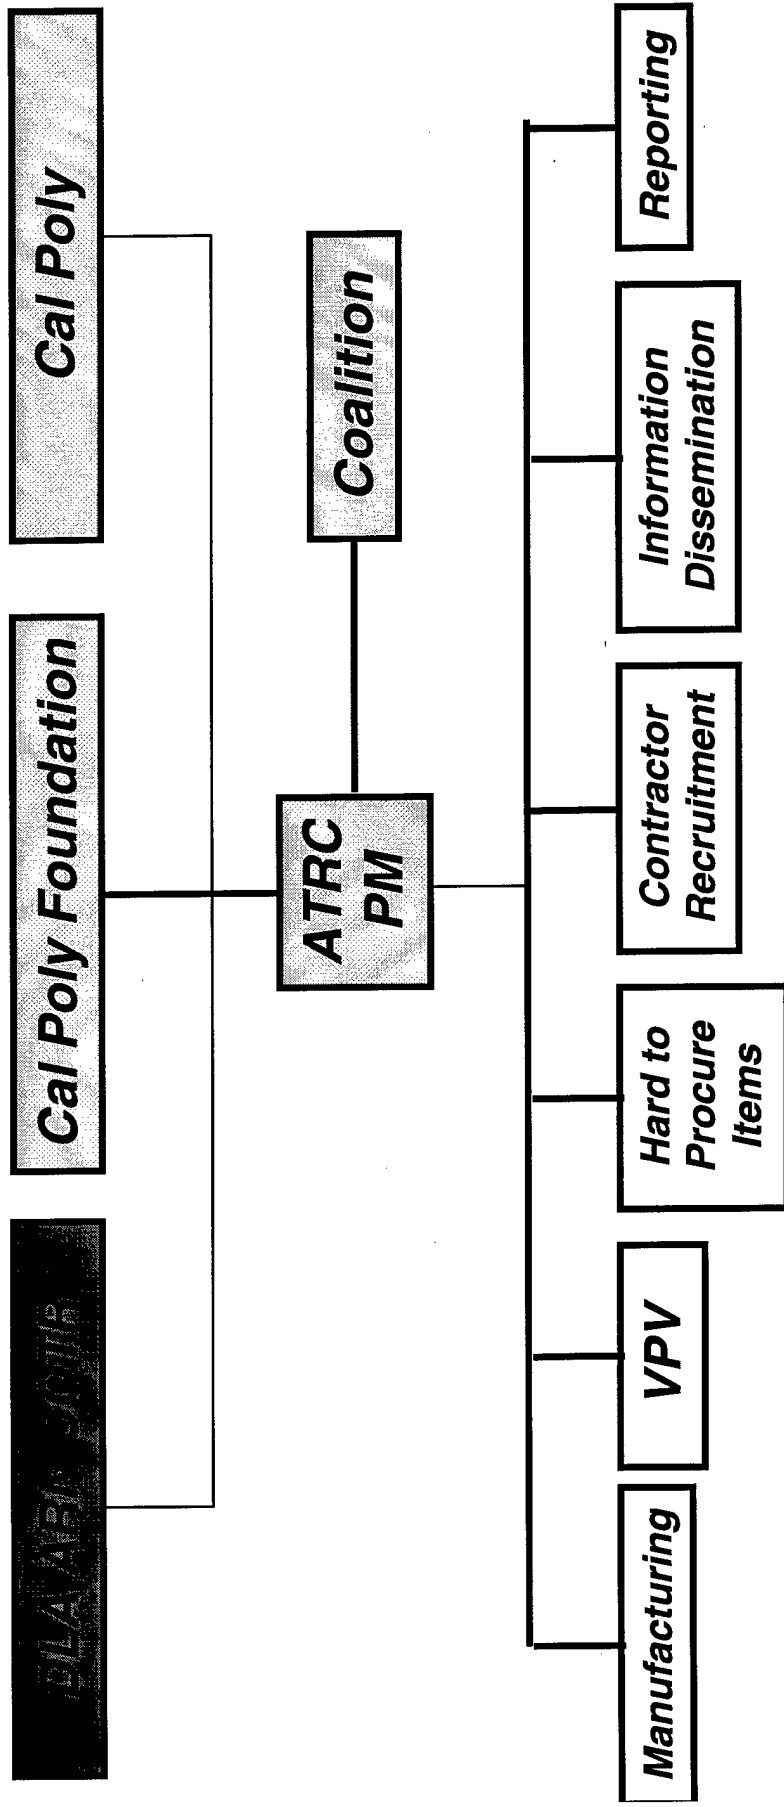 Cal Poly Foundation
Cal Poly
ATRC
PM
Coalition
Manufacturing
VPV
Hard to
Procure
Items
Contractor
Recruitment
Information
Dissemination
Reporting